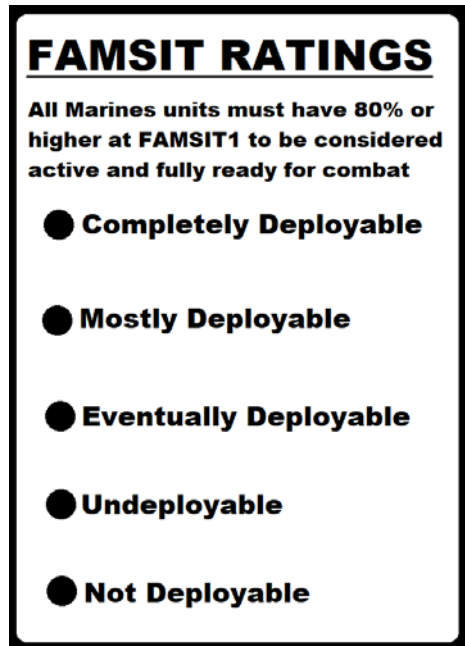 FAMSIT RATINGS
All Marines units must have 80% or
higher at FAMSIT1 to be considered
active and fully ready for combat
Completely Deployable
Mostly Deployable
Eventually Deployable
Undeployable
Not Deployable